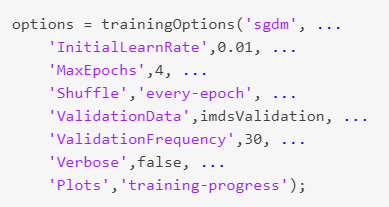 options = trainingOptions('sgdm', ...
'InitialLearnRate',0.01, ...
'MaxEpochs',4, ...
'Shuffle','every-epoch', ...
'ValidationData',imdsValidation, ...
'ValidationFrequency',30, ...
'Verbose',false, ...
'Plots','training-progress');